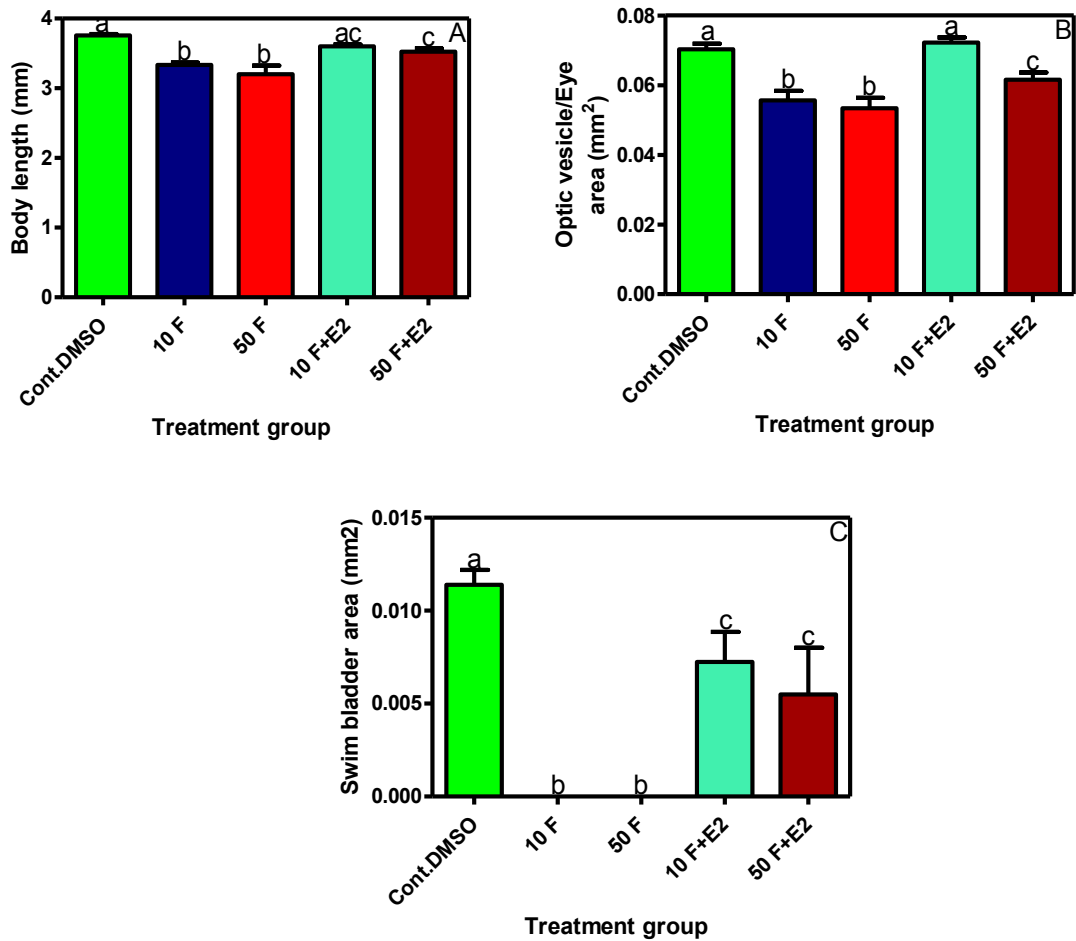 4
3
2
1
0
Body length (mm)
a
b
b
ac
c
A
Cont.DMSO
10 F
50 F
10 F+E2
50 F+E2
Treatment group
0.08
0.06
0.04
0.02
0.00
Optic vesicle/Eye
area (mm²)
a
b
b
a
c
B
Cont.DMSO
10 F
50 F
10 F+E2
50 F+E2
Treatment group
0.015
0.010
0.005
0.000
Swim bladder area (mm2)
a
b
b
c
c
C
Cont.DMSO
10 F
50 F
10 F+E2
50 F+E2
Treatment group